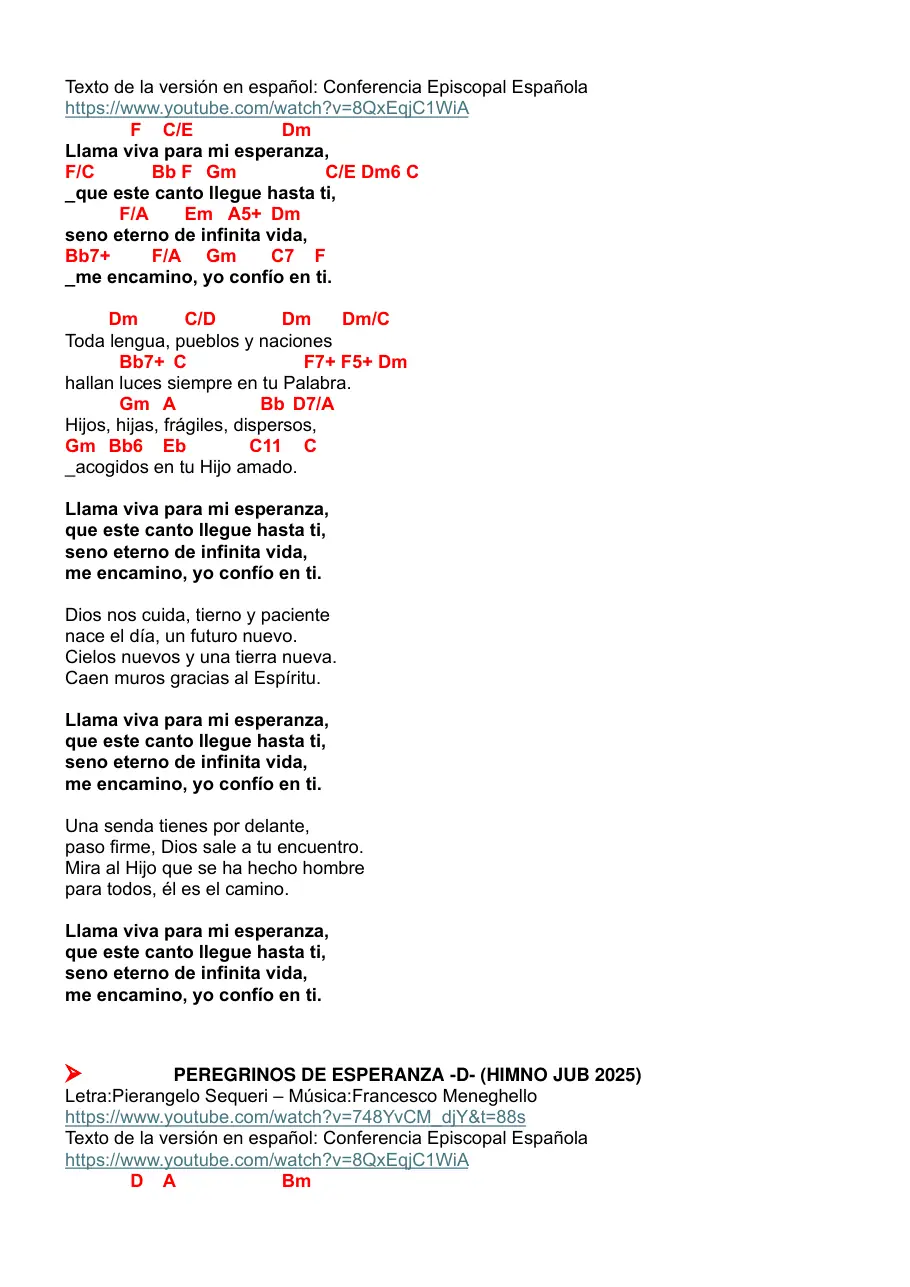 Texto de la versión en español: Conferencia Episcopal Española
https://www.youtube.com/watch?v=8QxEqjC1WiA
F C/E Dm
Llama viva para mi esperanza,
F/C Bb F Gm C/E Dm6 C
_que este canto llegue hasta ti,
F/A Em A5+ Dm
seno eterno de infinita vida,
Bb7+ F/A Gm C7 F
_me encamino, yo confío en ti.
Dm C/D Dm Dm/C
Toda lengua, pueblos y naciones
Bb7+ C F7+ F5+ Dm
hallan luces siempre en tu Palabra.
Gm A Bb D7/A
Hijos, hijas, frágiles, dispersos,
Gm Bb6 Eb C11 C
_acogidos en tu Hijo amado.
Llama viva para mi esperanza,
que este canto llegue hasta ti,
seno eterno de infinita vida,
me encamino, yo confío en ti.
Dios nos cuida, tierno y paciente
nace el día, un futuro nuevo.
Cielos nuevos y una tierra nueva.
Caen muros gracias al Espíritu.
Llama viva para mi esperanza,
que este canto llegue hasta ti,
seno eterno de infinita vida,
me encamino, yo confío en ti.
Una senda tienes por delante,
paso firme, Dios sale a tu encuentro.
Mira al Hijo que se ha hecho hombre
para todos, él es el camino.
Llama viva para mi esperanza,
que este canto llegue hasta ti,
seno eterno de infinita vida,
me encamino, yo confío en ti.
PEREGRINOS DE ESPERANZA -D- (HIMNO JUB 2025)
Letra:Pierangelo Sequeri – Música:Francesco Meneghello
https://www.youtube.com/watch?v=748YvCM_djY&t=88s
Texto de la versión en español: Conferencia Episcopal Española
https://www.youtube.com/watch?v=8QxEqjC1WiA
D A Bm